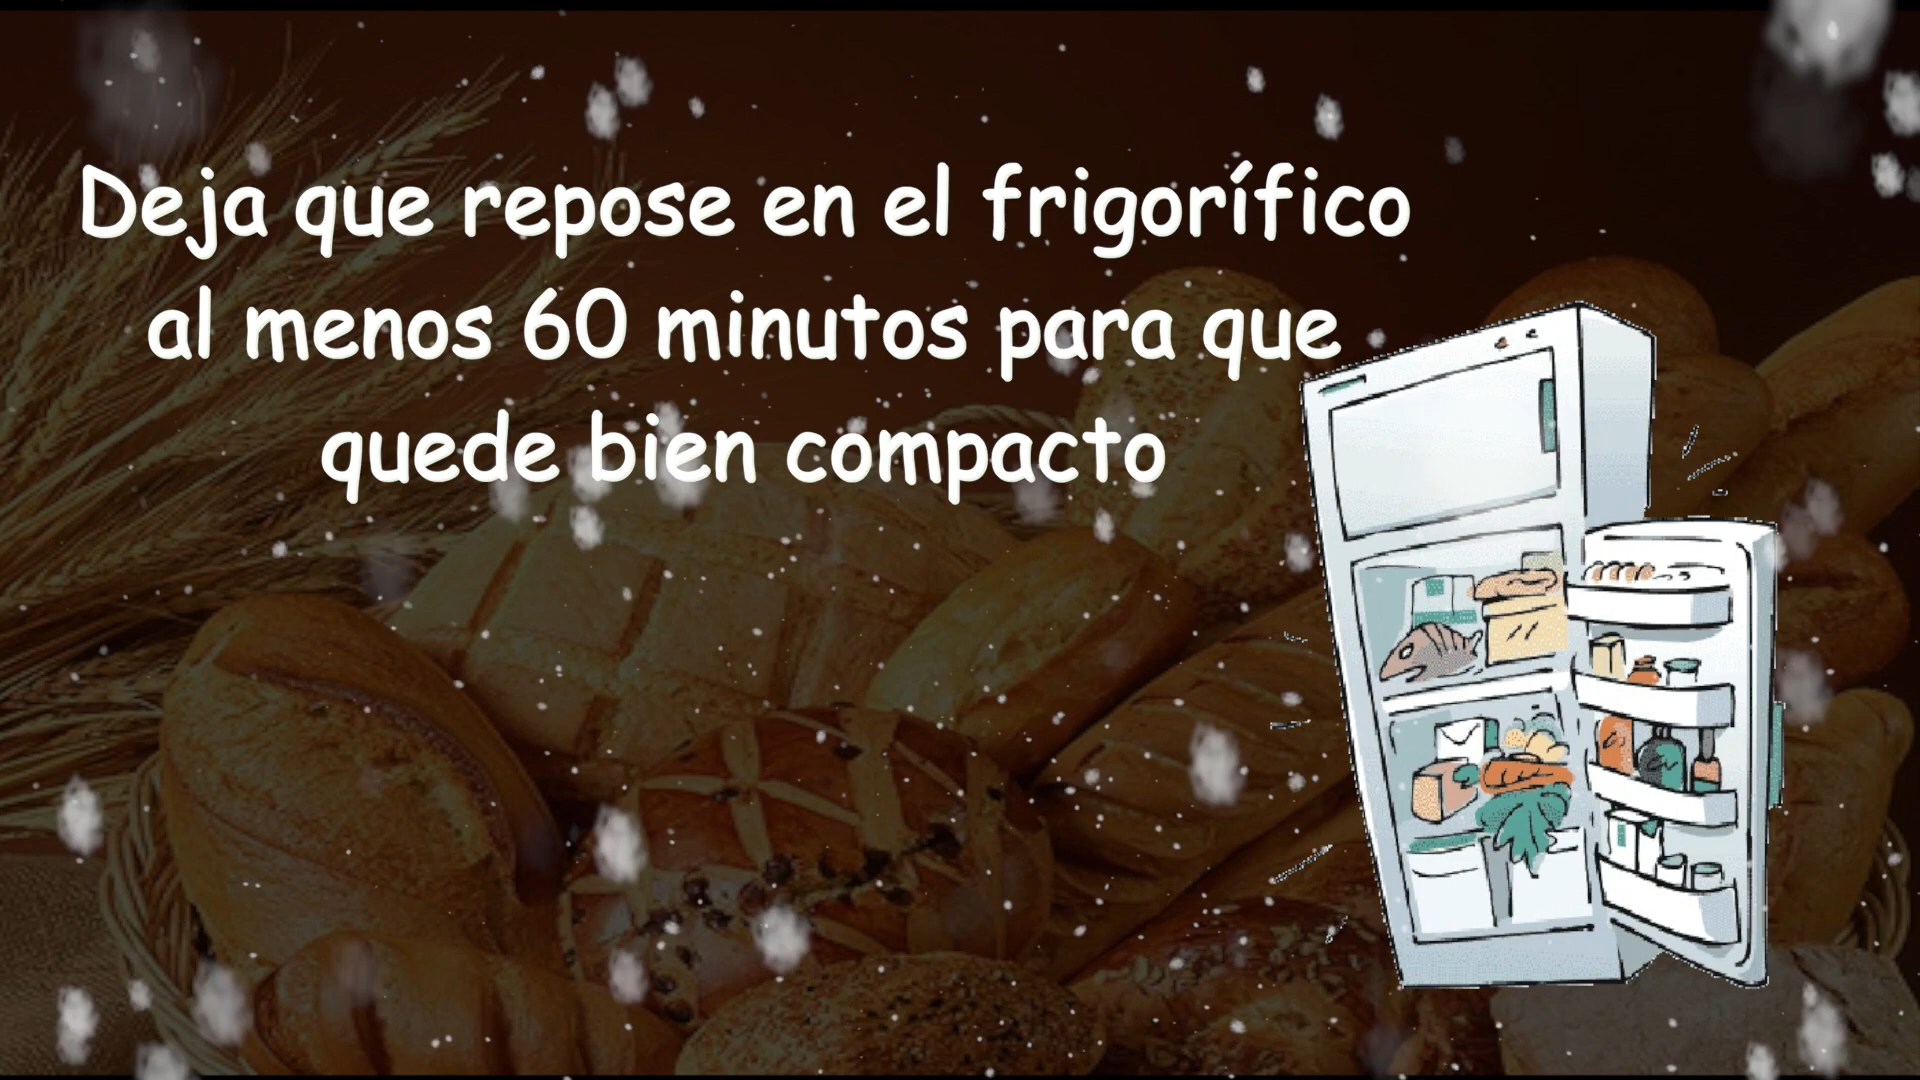 Deja que repose en el frigorífico
al menos 60 minutos para que
quede bien compacto